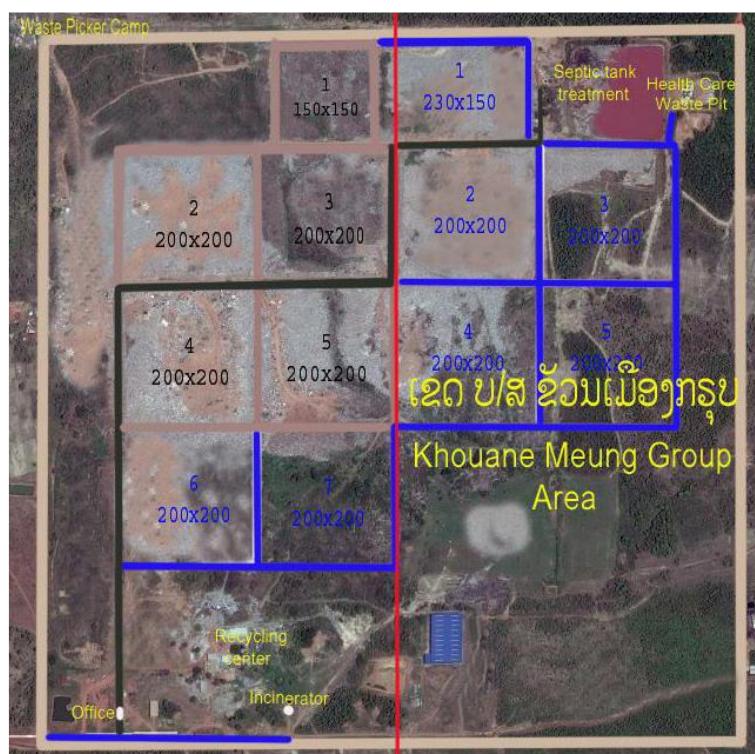 Waste Picker Camp
1
150x150
1
230x150
Septic tank
treatment
Health Care
Waste Pit
2
200x200
3
200x200
2
200x200
3
200x200
4
200x200
5
200x200
4
200x200
5
200x200
ເຂດ ບ/ສ ຂົວນເມືອງກຣຸບ
Khouane Meung Group
Area
6
200x200
7
200x200
Recycling
center
Office
Incinerator